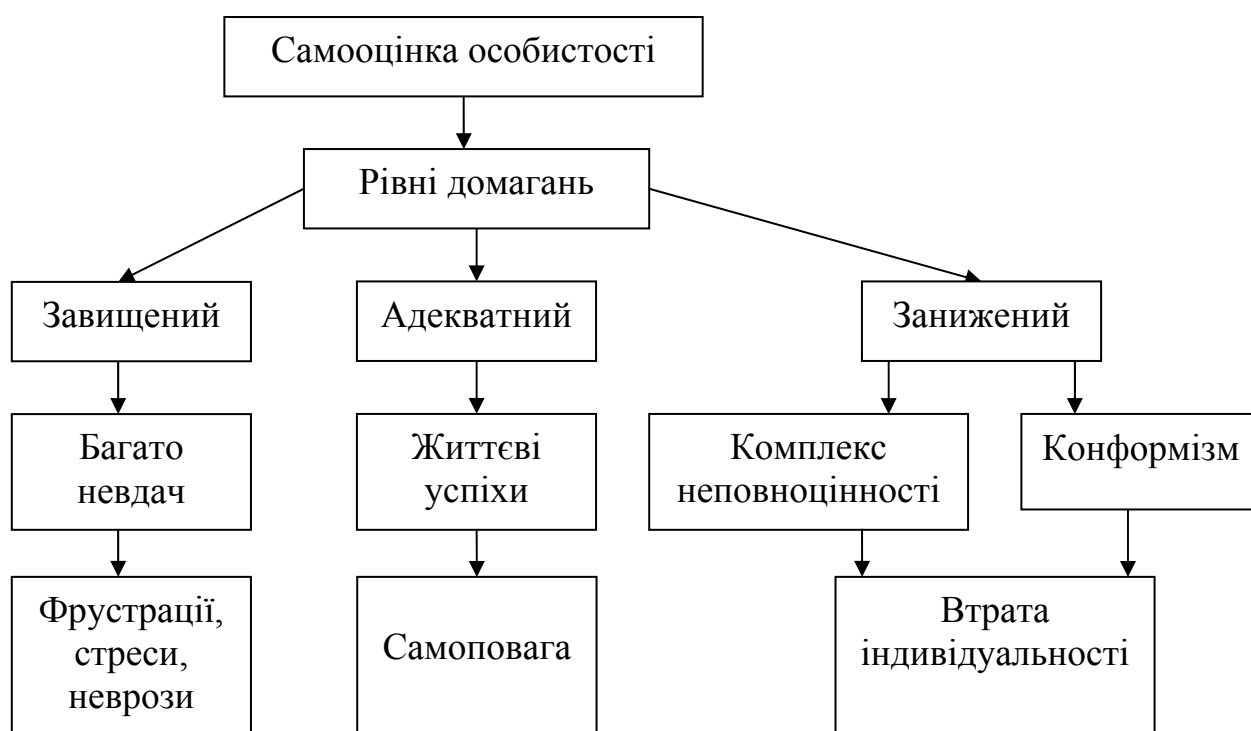 Самооцінка особистості
Рівні домагань
Завищений
Адекватний
Занижений
Багато
невдач
Життєві
успіхи
Комплекс
неповноцінності
Конформізм
Фрустрації,
стреси,
неврози
Самоповага
Втрата
індивідуальності